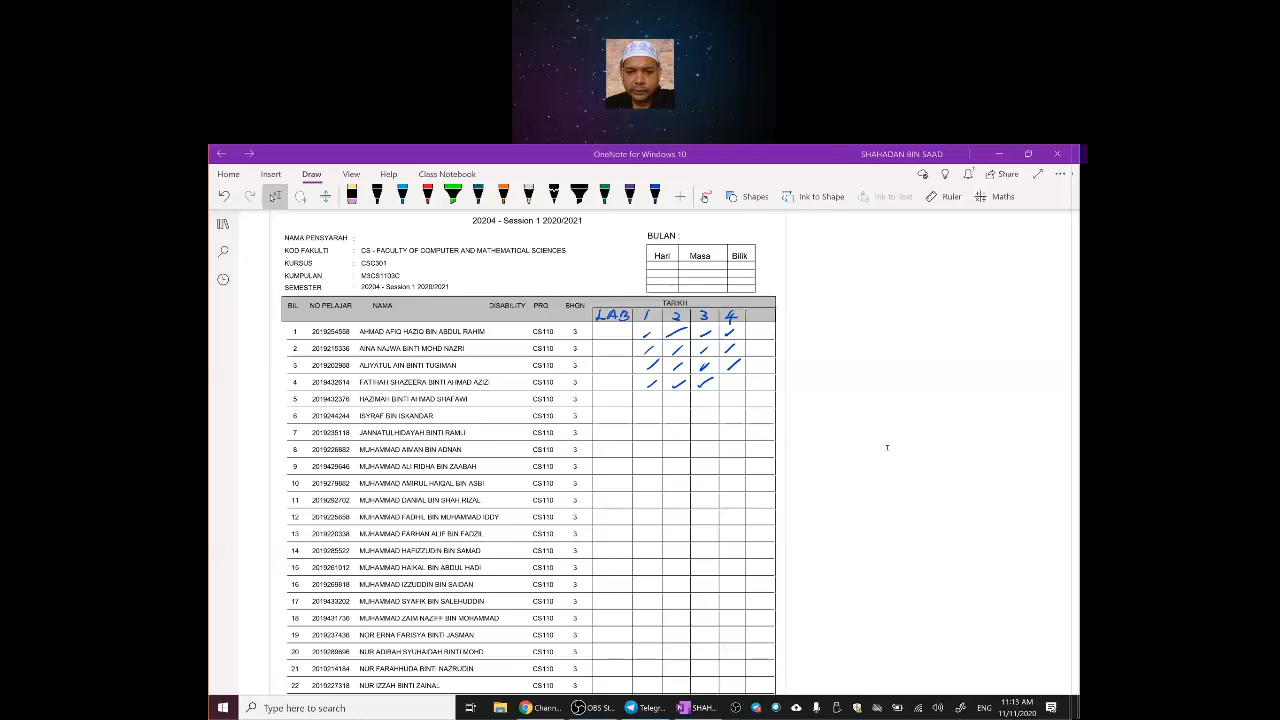 OneNote for Windows 10
SHAHADAN BIN SAAD
Home Insert Draw View Help Class Notebook Share
Shapes Ink to Shape Ink to Text Ruler Maths
20204 - Session 1 2020/2021
NAMA PENSYARAH :
BULAN :
KOD FAKULTI : CS - FACULTY OF COMPUTER AND MATHEMATICAL SCIENCES
KURSUS : CSC301
KUMPULAN : M3CS1103C
SEMESTER : 20204 - Session 1 2020/2021
Hari Masa Bilik
BIL NO PELAJAR NAMA DISABILITY PRG BHGN TARIKH
LAB 1 2 3 4
1 2019254558 AHMAD AFIQ HAZIQ BIN ABDUL RAHIM CS110 3
2 2019215336 AINA NAJWA BINTI MOHD NAZRI CS110 3
3 2019202988 ALIYATUL AIN BINTI TUGIMAN CS110 3
4 2019432614 FATIHAH SHAZEERA BINTI AHMAD AZIZI CS110 3
5 2019432376 HAZIMAH BINTI AHMAD SHAFAWI CS110 3
6 2019244244 ISYRAF BIN ISKANDAR CS110 3
7 2019235118 JANNATULHIDAYAH BINTI RAMLI CS110 3
8 2019226882 MUHAMMAD AIMAN BIN ADNAN CS110 3
9 2019429646 MUHAMMAD ALI RIDHA BIN ZAABAH CS110 3
10 2019279882 MUHAMMAD AMIRUL HAIQAL BIN ASBI CS110 3
11 2019292702 MUHAMMAD DANIAL BIN SHAH RIZAL CS110 3
12 2019225658 MUHAMMAD FADHIL BIN MUHAMMAD IDDY CS110 3
13 2019220338 MUHAMMAD FARHAN ALIF BIN FADZIL CS110 3
14 2019285522 MUHAMMAD HAFIZZUDIN BIN SAMAD CS110 3
15 2019261012 MUHAMMAD HAIKAL BIN ABDUL HADI CS110 3
16 2019269818 MUHAMMAD IZZUDDIN BIN SAIDAN CS110 3
17 2019433202 MUHAMMAD SYAFIK BIN SALEHUDDIN CS110 3
18 2019431736 MUHAMMAD ZAIM NAZIFF BIN MOHAMMAD CS110 3
19 2019237436 NOR ERNA FARISYA BINTI JASMAN CS110 3
20 2019289696 NUR ADIBAH SYUHAIDAH BINTI MOHD CS110 3
21 2019214184 NUR FARAHHUDA BINTI NAZRUDIN CS110 3
22 2019227318 NUR IZZAH BINTI ZAINAL CS110 3
Type here to search
Chann...
OBS St...
Telegr...
SHAH...
ENG
11:13 AM
11/11/2020